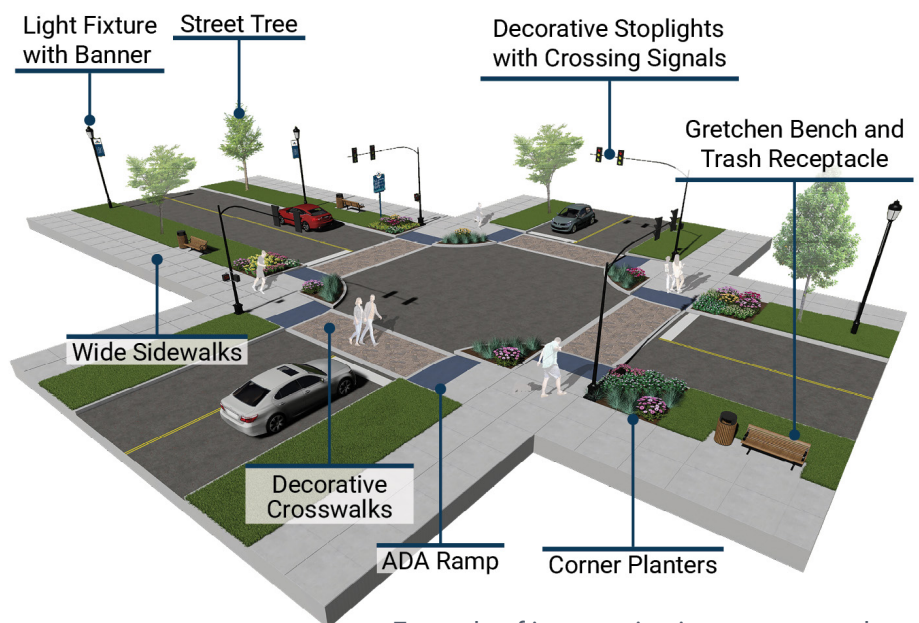 Light Fixture
with Banner
Street Tree
Decorative Stoplights
with Crossing Signals
Gretchen Bench and
Trash Receptacle
Wide Sidewalks
Decorative
Crosswalks
ADA Ramp
Corner Planters